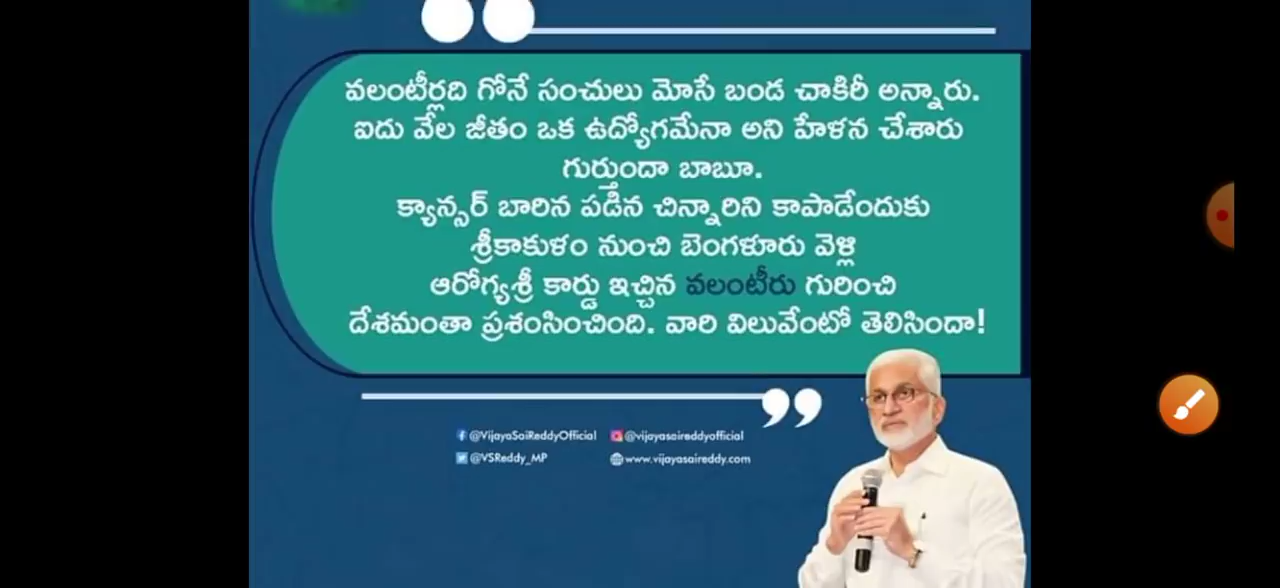 వలంటీర్లది గోనే సంచులు మోసే బండ చాకిరీ అన్నారు.
ఐదు వేల జీతం ఒక ఉద్యోగమేనా అని హేళన చేశారు
గుర్తుందా బాబూ.
క్యాన్సర్ బారిన పడిన చిన్నారిని కాపాడేందుకు
శ్రీకాకుళం నుంచి బెంగళూరు వెళ్లి
ఆరోగ్యశ్రీ కార్డు ఇచ్చిన వలంటీరు గురించి
దేశమంతా ప్రశంసించింది. వారి విలువేంటో తెలిసిందా!
@VijayaSaiReddyOfficial @vijayasaireddyofficial
@VSReddy_MP www.vijayasaireddy.com